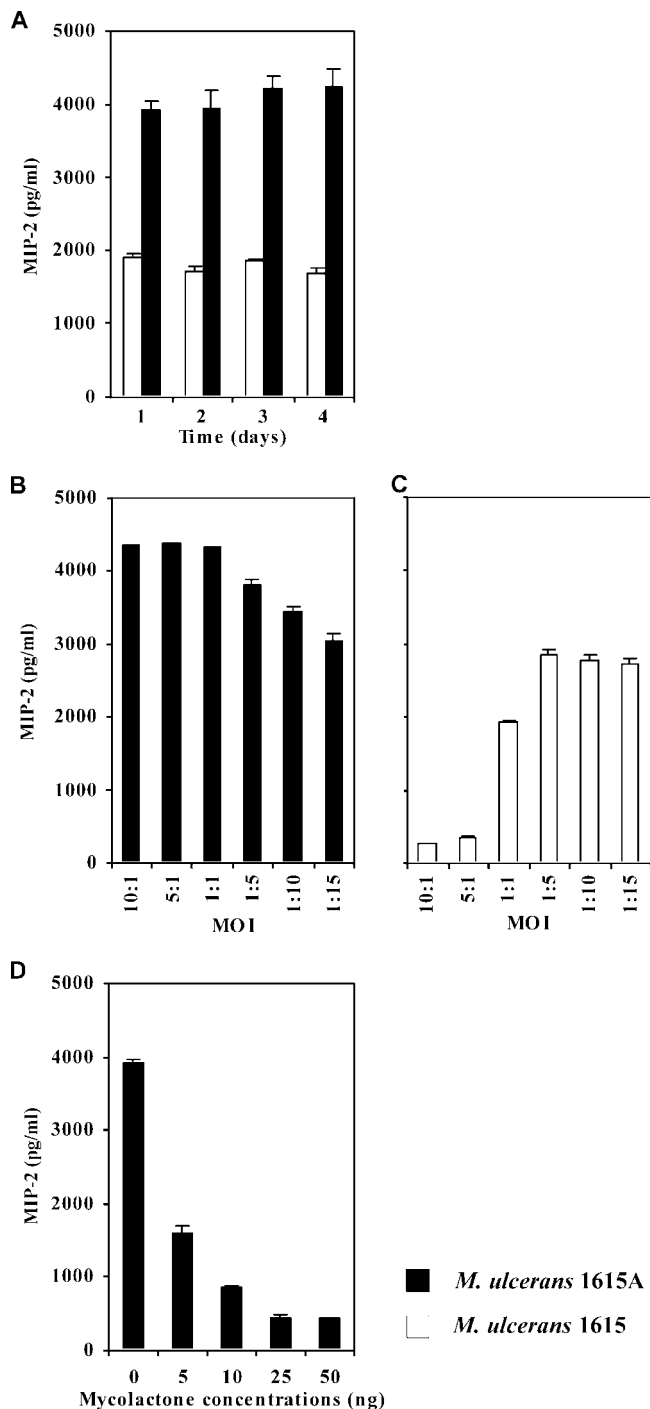 A
5000
4000
3000
2000
1000
0
MIP-2 (pg/ml)
1 2 3 4
Time (days)
B
5000
4000
3000
2000
1000
0
MIP-2 (pg/ml)
10:1 5:1 1:1 1:5 1:10 1:15
MOI
C
10:1 5:1 1:1 1:5 1:10 1:15
MOI
D
5000
4000
3000
2000
1000
0
MIP-2 (pg/ml)
0 5 10 25 50
Mycolactone concentrations (ng)
M. ulcerans 1615A
M. ulcerans 1615